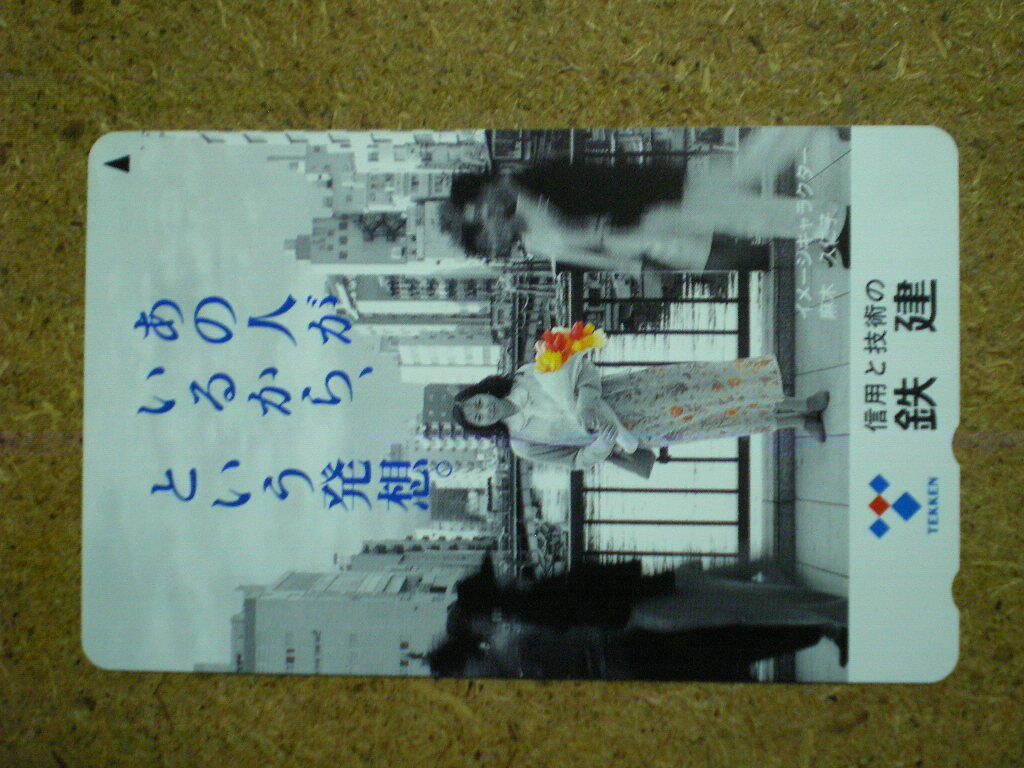 あの人が
いるから、
という発想。
イメージキャラクター
信用と技術の
鉄建
TEKKEN